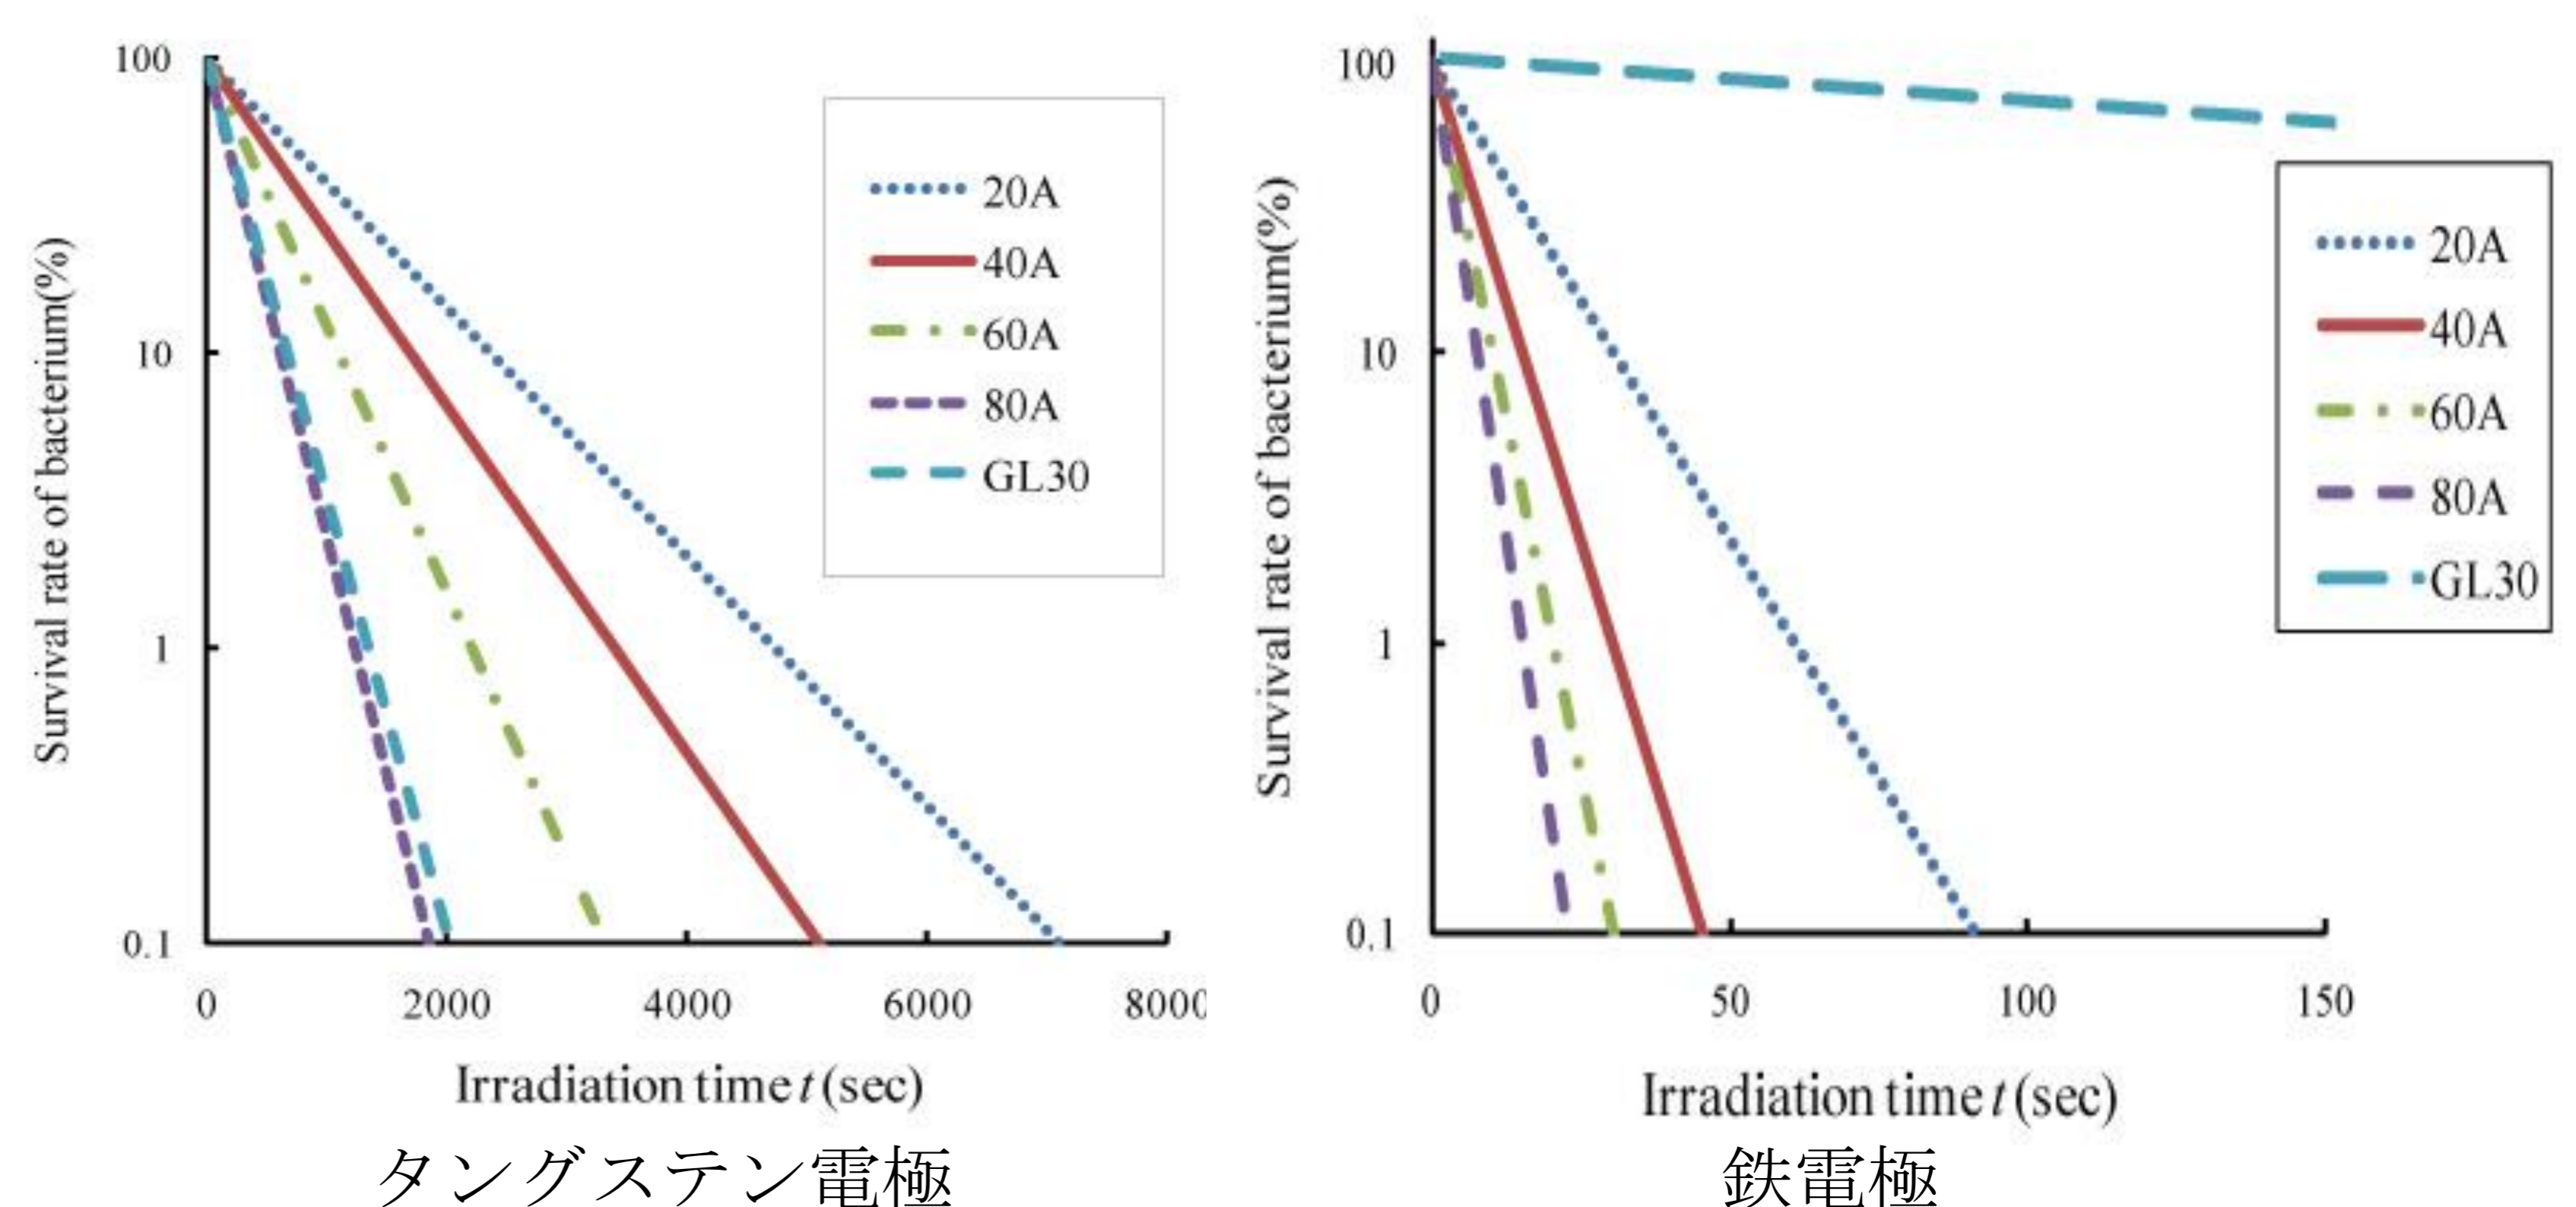 100
10
1
0.1
Survival rate of bacterium(%)
20A
40A
60A
80A
GL30
0 2000 4000 6000 8000
Irradiation time t (sec)
タングステン電極
100
10
1
0.1
Survival rate of bacterium(%)
20A
40A
60A
80A
GL30
0 50 100 150
Irradiation time t (sec)
鉄電極